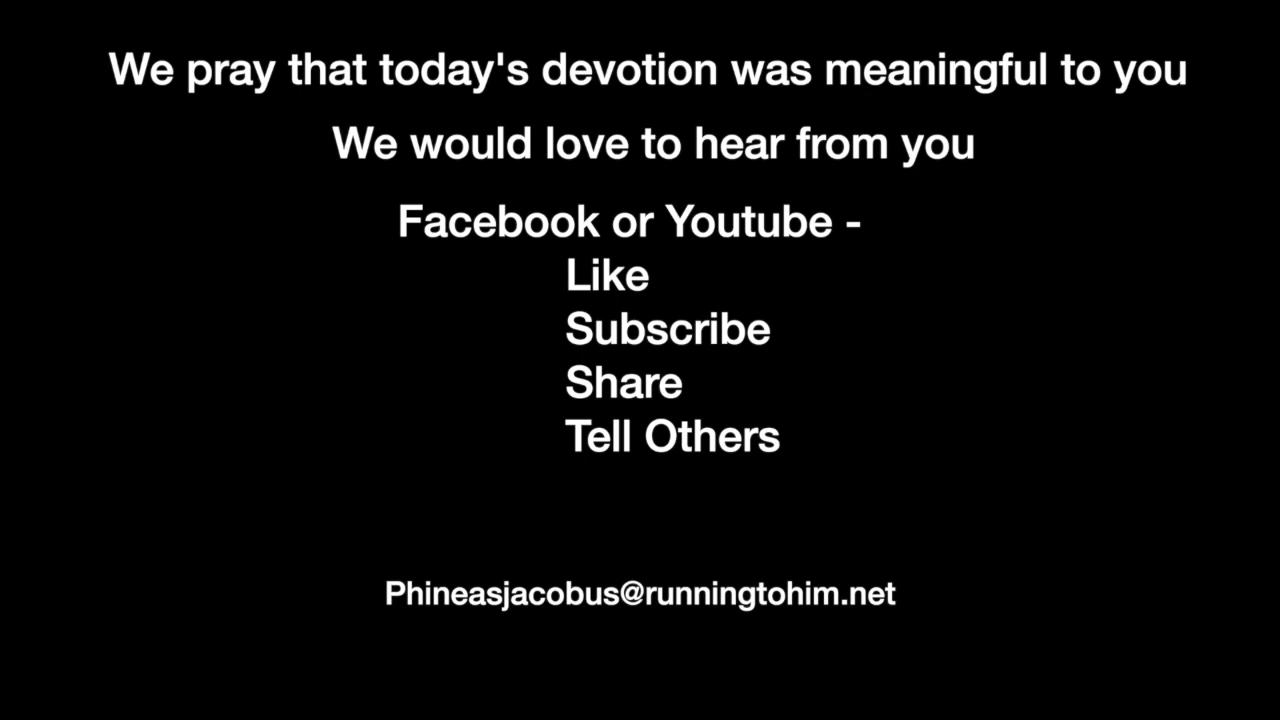 We pray that today's devotion was meaningful to you
We would love to hear from you
Facebook or Youtube -
Like
Subscribe
Share
Tell Others
Phineasjacobus@runningtohim.net